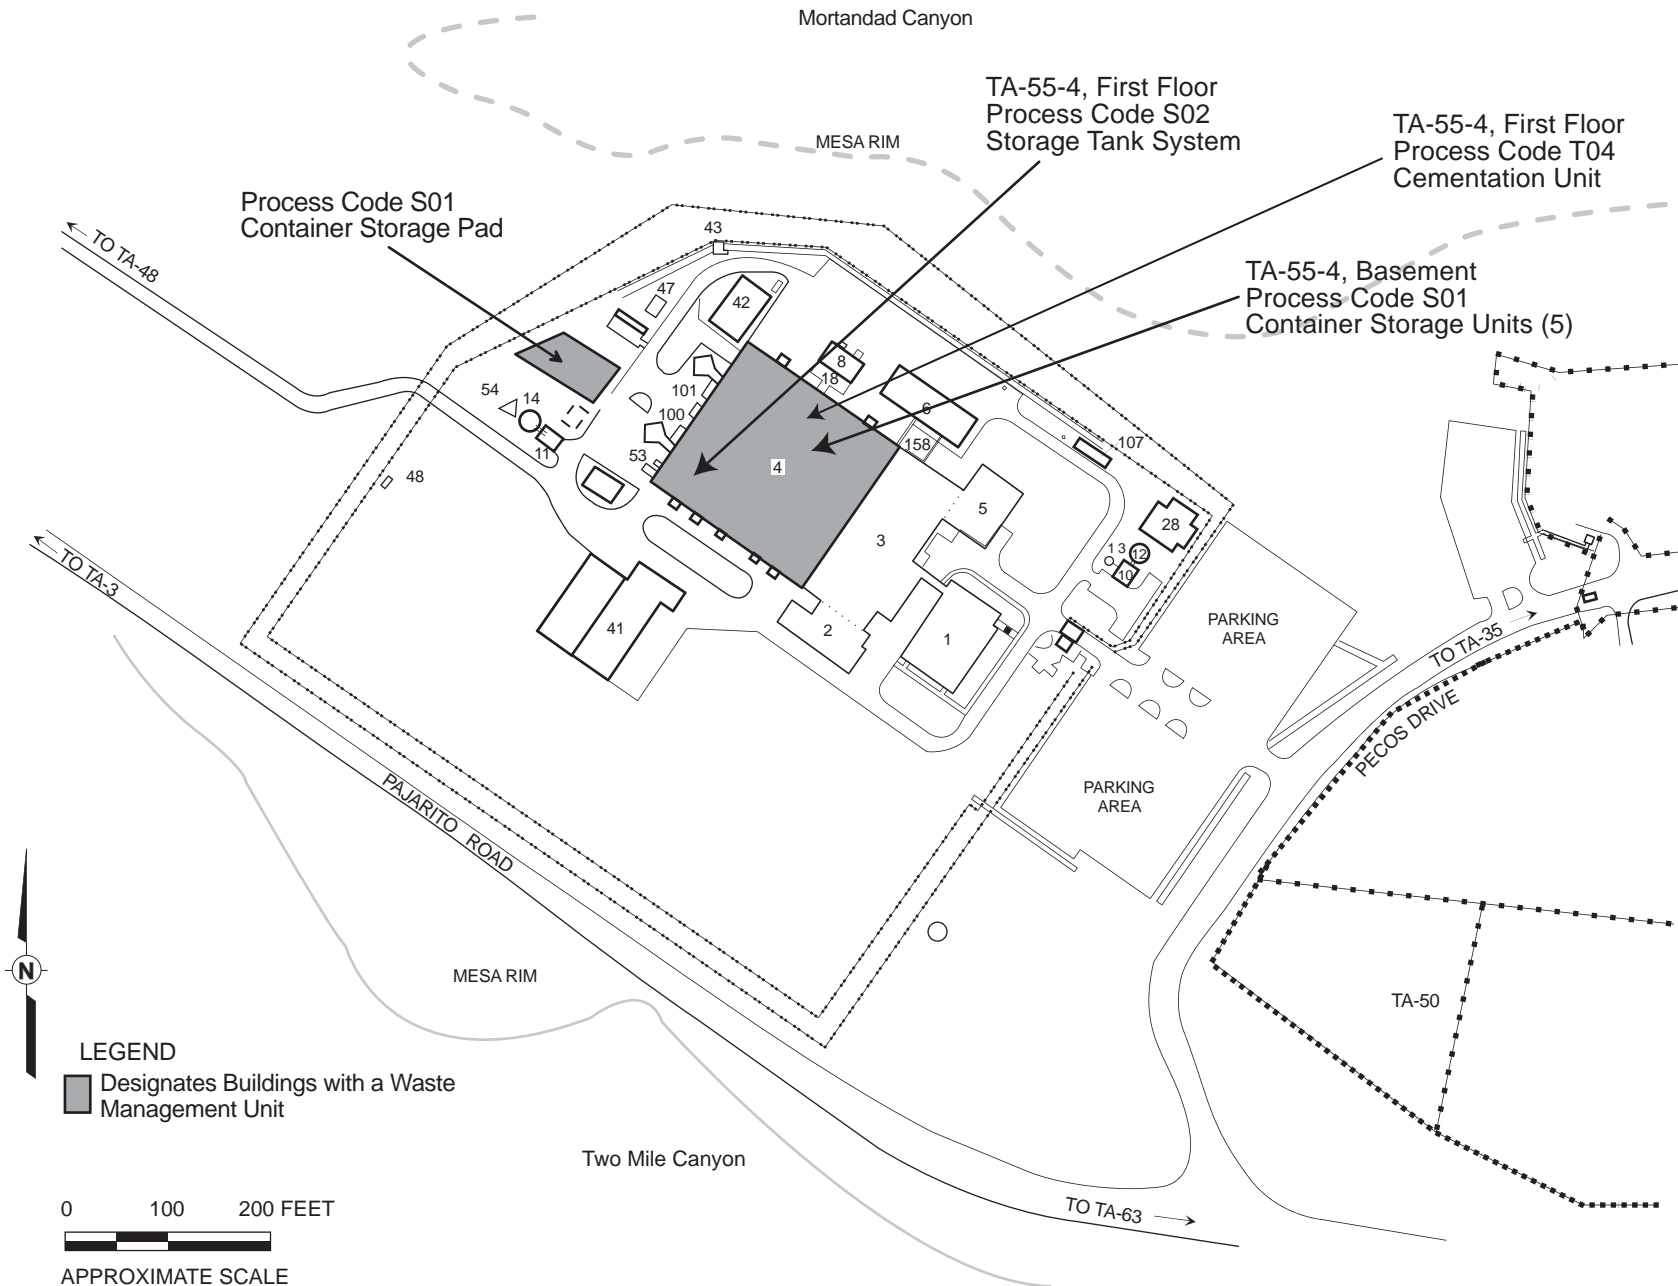 Mortandad Canyon
TA-55-4, First Floor
Process Code S02
Storage Tank System
TA-55-4, First Floor
Process Code T04
Cementation Unit
MESA RIM
Process Code S01
Container Storage Pad
TA-55-4, Basement
Process Code S01
Container Storage Units (5)
TO TA-48
43
47
42
8
18
101
54
14
100
6
158
107
11
53
4
48
5
28
3
13
12
10
TO TA-3
41
2
1
PARKING
AREA
TO TA-35
PECOS DRIVE
PARKING
AREA
PAJARITO ROAD
N
MESA RIM
TA-50
LEGEND
Designates Buildings with a Waste
Management Unit
Two Mile Canyon
0 100 200 FEET
TO TA-63
APPROXIMATE SCALE